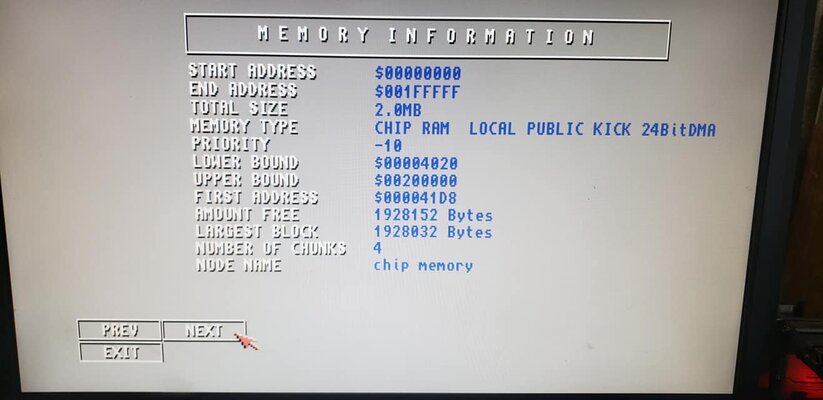 MEMORY INFORMATION
START ADDRESS $00000000
END ADDRESS $001FFFFF
TOTAL SIZE 2.0MB
MEMORY TYPE CHIP RAM LOCAL PUBLIC KICK 24BitDMA
PRIORITY -10
LOWER BOUND $00004020
UPPER BOUND $00200000
FIRST ADDRESS $000041D8
AMOUNT FREE 1928152 Bytes
LARGEST BLOCK 1928032 Bytes
NUMBER OF CHUNKS 4
NODE NAME chip memory
PREV NEXT
EXIT